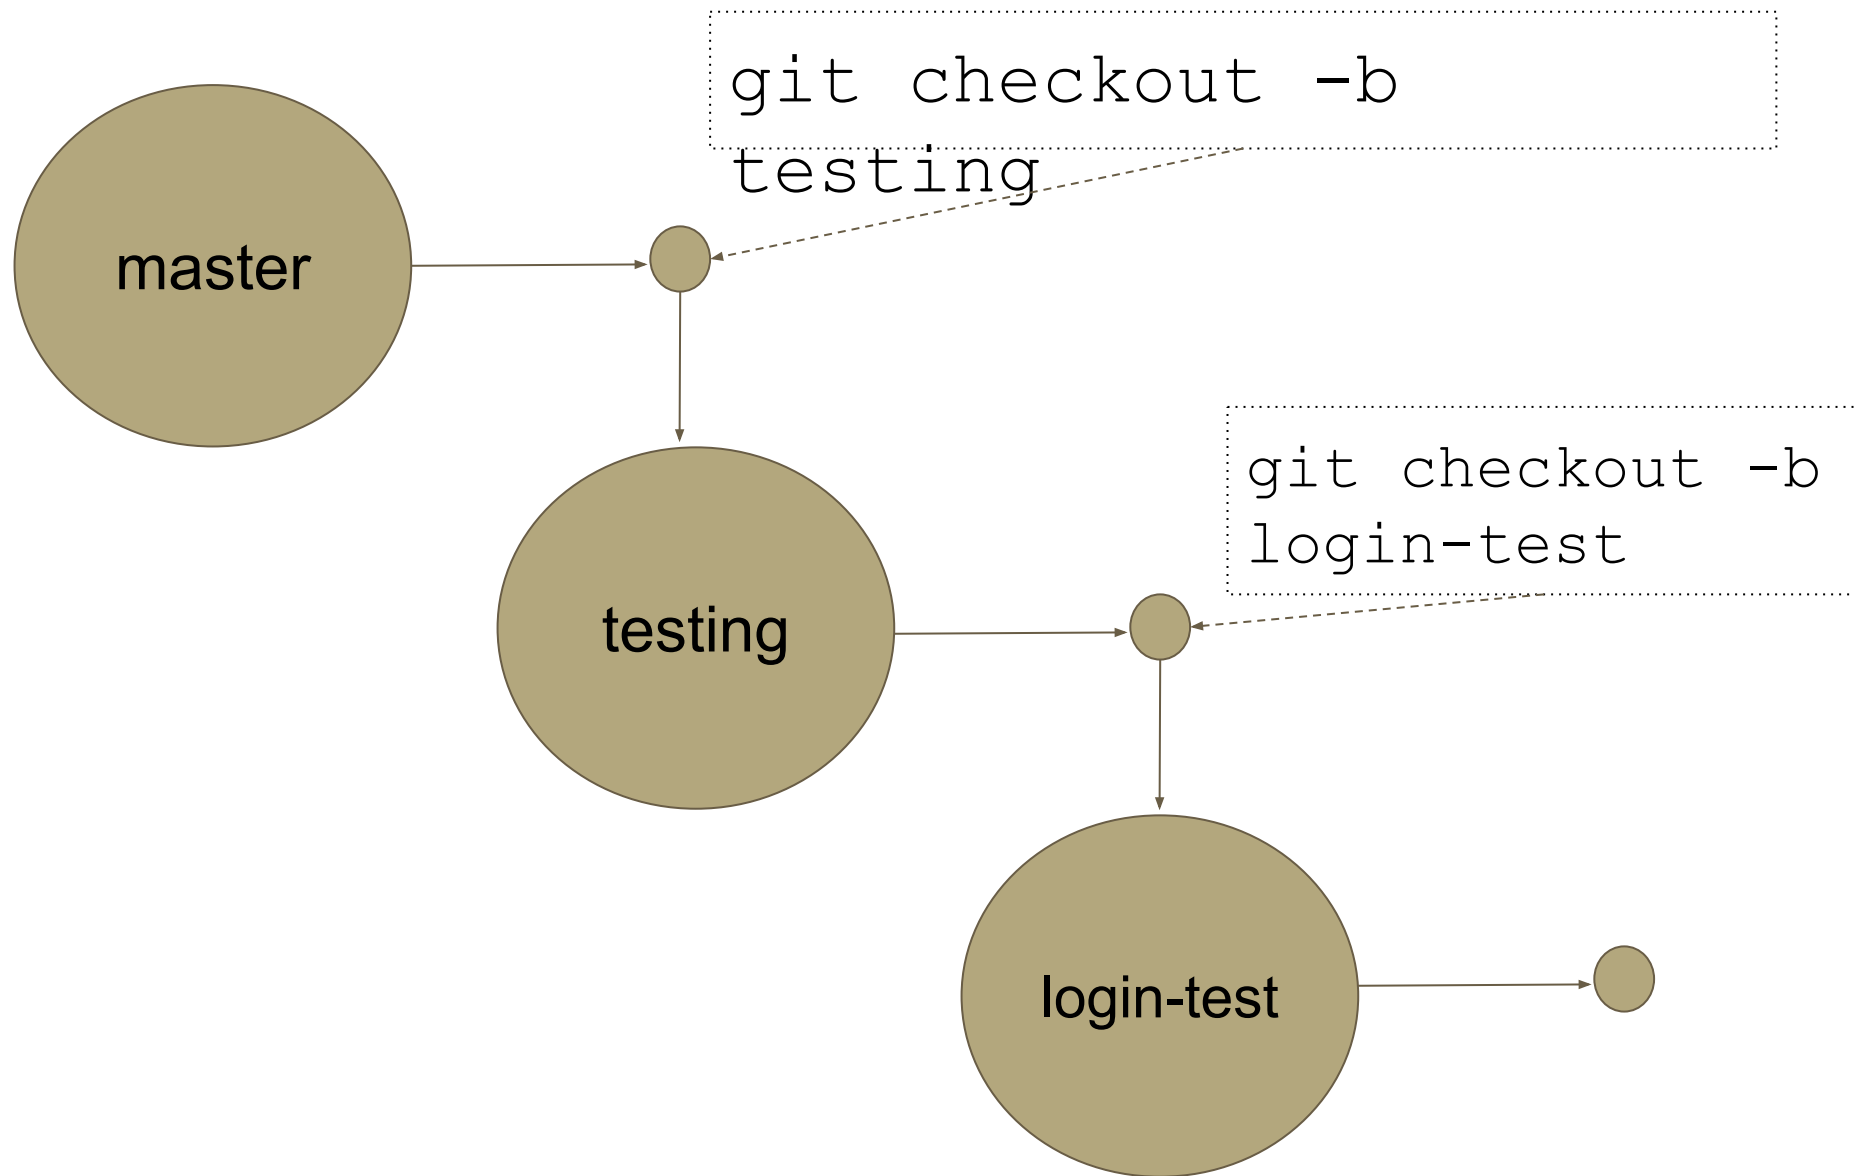 git checkout -b
testing
master
git checkout -b
login-test
testing
login-test